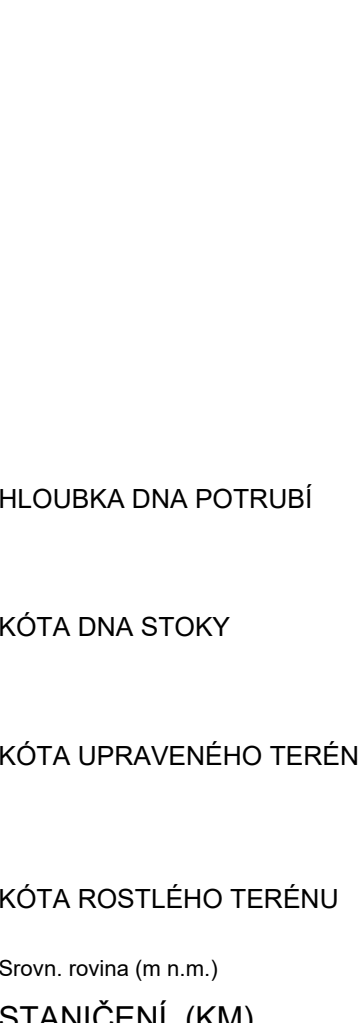 HLOUBKA DNA POTRUBÍ
KÓTA DNA STOKY
KÓTA UPRAVENÉHO TERÉN
KÓTA ROSTLÉHO TERÉNU
Srovn. rovina (m n.m.)
STANIČENÍ (KM)